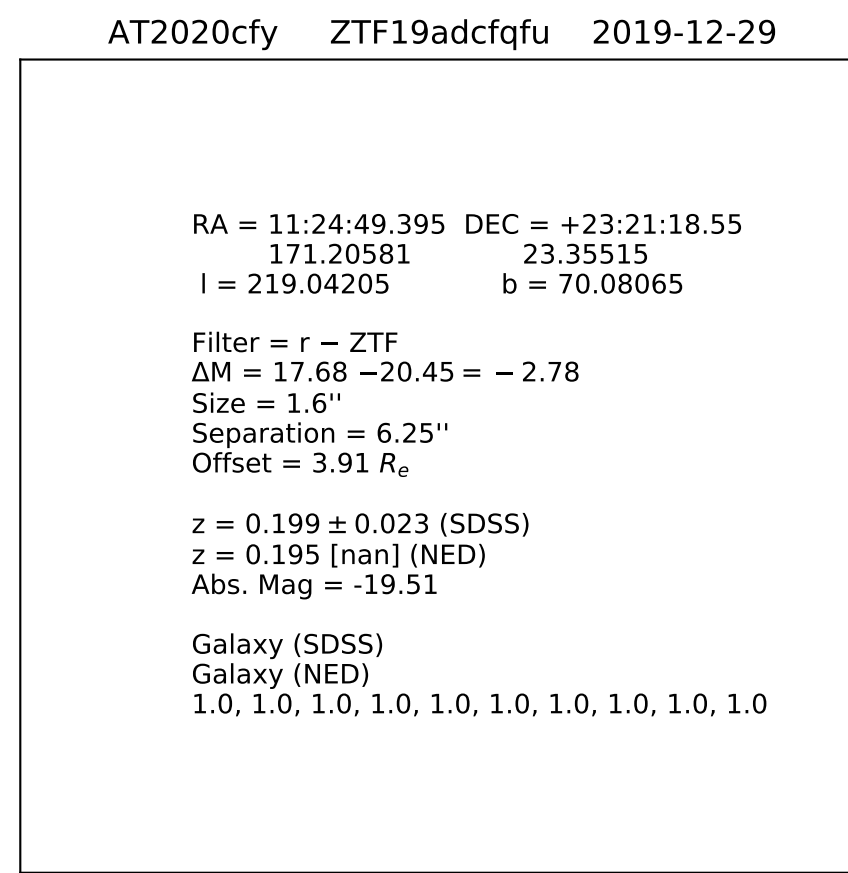 AT2020cfy ZTF19adcfqfu 2019-12-29
RA = 11:24:49.395 DEC = +23:21:18.55
171.20581 23.35515
l = 219.04205 b = 70.08065
Filter = r − ZTF
ΔM = 17.68 −20.45 = − 2.78
Size = 1.6''
Separation = 6.25''
Offset = 3.91 Re
z = 0.199 ± 0.023 (SDSS)
z = 0.195 [nan] (NED)
Abs. Mag = -19.51
Galaxy (SDSS)
Galaxy (NED)
1.0, 1.0, 1.0, 1.0, 1.0, 1.0, 1.0, 1.0, 1.0, 1.0